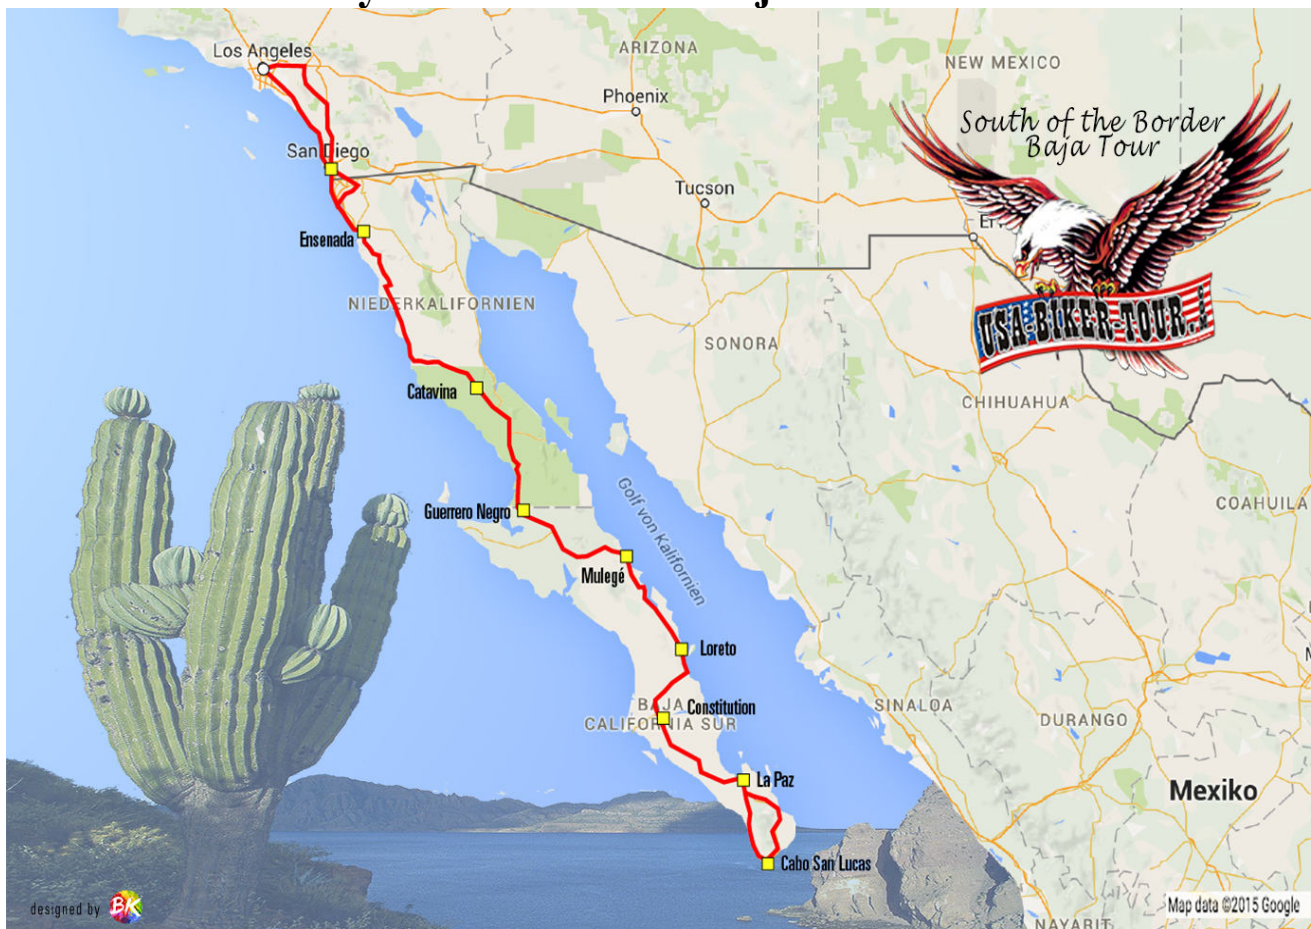 Los Angeles
ARIZONA
NEW MEXICO
Phoenix
South of the Border
Baja Tour
San Diego
Tucson
Ensenada
USA-BIKER-TOUR.
NIEDERKALIFORNIEN
SONORA
Catavina
CHIHUAHUA
Golf von Kalifornien
COAHUILA
Guerrero Negro
Mulegé
Loreto
BAJA
CALIFORNIA SUR
Constitution
SINALOA
DURANGO
La Paz
Mexiko
Cabo San Lucas
designed by BK
Map data ©2015 Google
NAYARIT